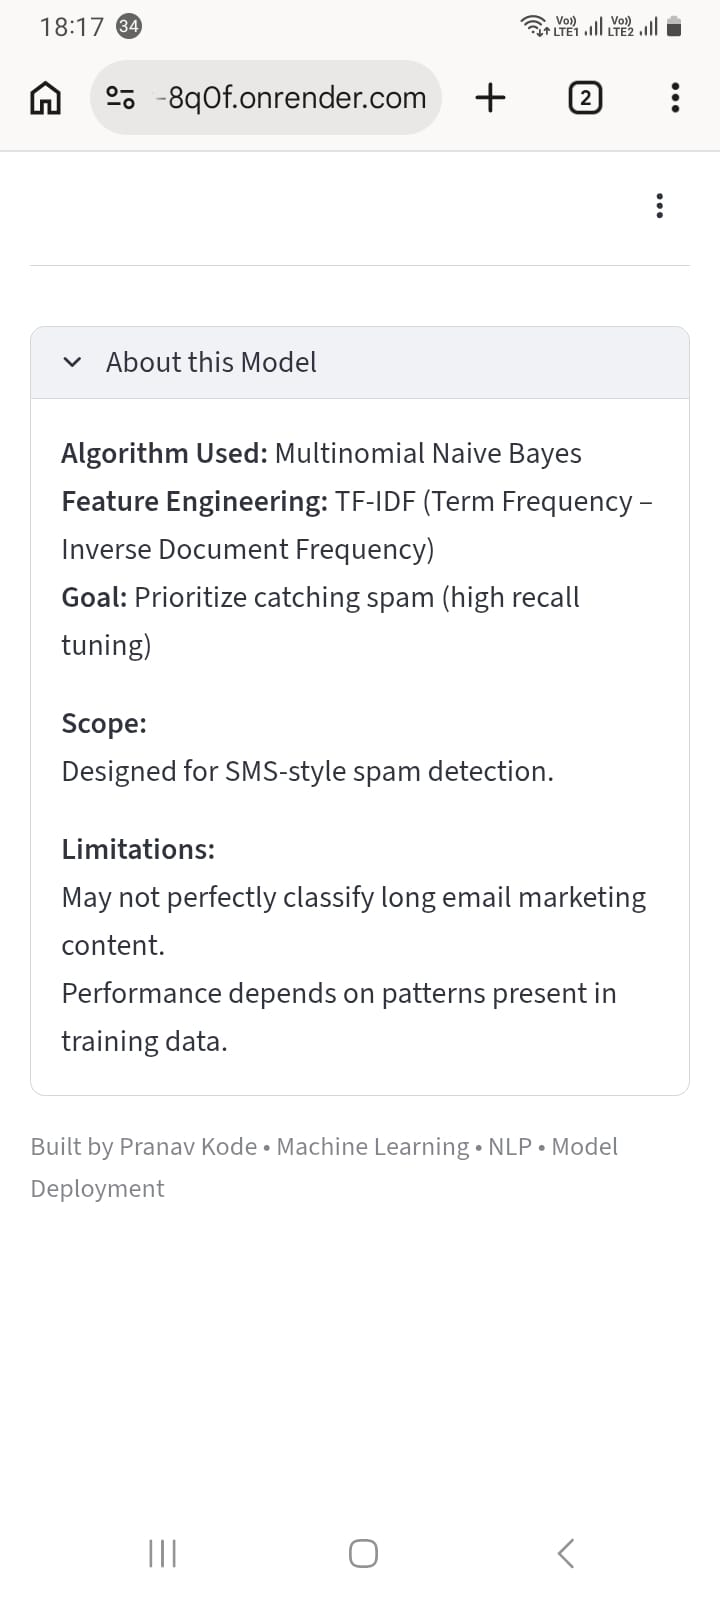 18:17 34 Vo)) LTE1 Vo)) LTE2
-8q0f.onrender.com 2
About this Model
Algorithm Used: Multinomial Naive Bayes
Feature Engineering: TF-IDF (Term Frequency –
Inverse Document Frequency)
Goal: Prioritize catching spam (high recall
tuning)
Scope:
Designed for SMS-style spam detection.
Limitations:
May not perfectly classify long email marketing
content.
Performance depends on patterns present in
training data.
Built by Pranav Kode • Machine Learning • NLP • Model
Deployment